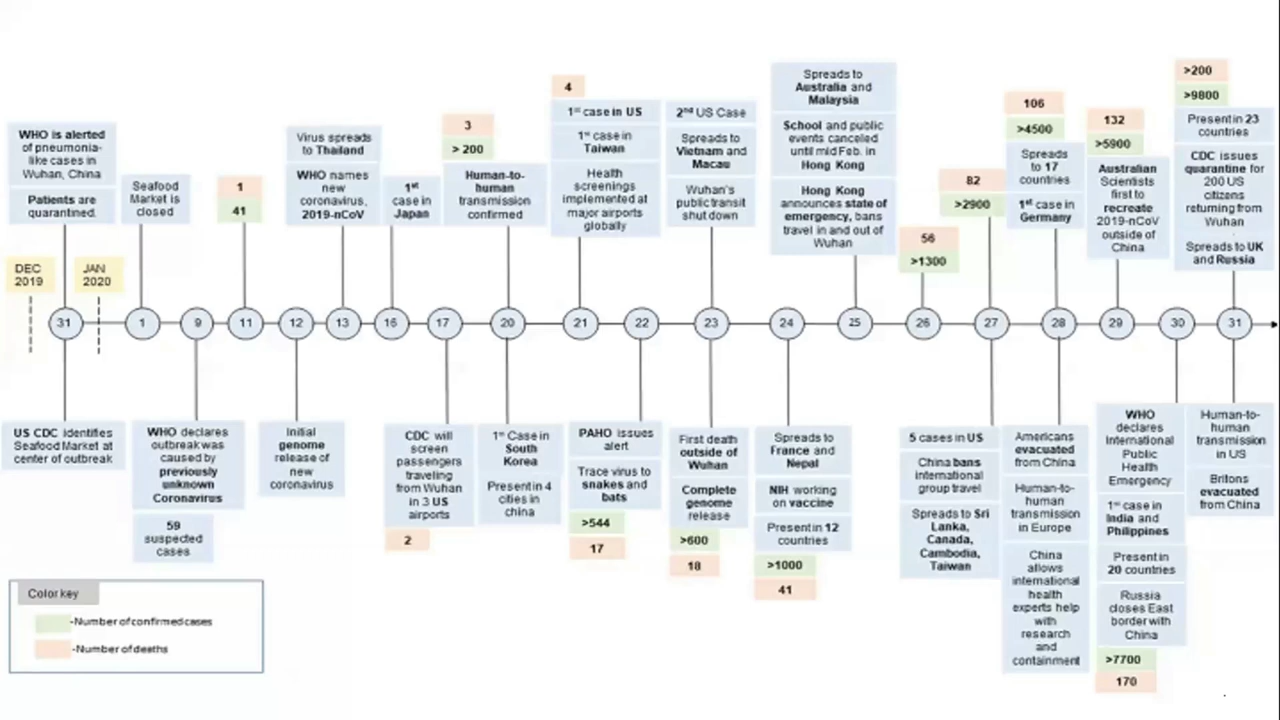 DEC
2019
JAN
2020
WHO is alerted
of pneumonia-
like cases in
Wuhan, China
Patients are
quarantined.
Seafood
Market is
closed
1
41
Virus spreads
to Thailand
WHO names
new
coronavirus,
2019-nCoV
1st
case in
Japan
3
> 200
Human-to-
human
transmission
confirmed
4
1st case in US
1st case in
Taiwan
Health
screenings
implemented at
major airports
globally
2nd US Case
Spreads to
Vietnam and
Macau
Wuhan's
public transit
shut down
Spreads to
Australia and
Malaysia
School and public
events canceled
until mid Feb. in
Hong Kong
Hong Kong
announces state of
emergency, bans
travel in and out of
Wuhan
56
>1300
82
>2900
106
>4500
Spreads
to 17
countries
1st case in
Germany
132
>5900
Australian
Scientists
first to
recreate
2019-nCoV
outside of
China
>200
>9800
Present in 23
countries
CDC issues
quarantine for
200 US
citizens
returning from
Wuhan
Spreads to UK
and Russia
31 1 9 11 12 13 16 17 20 21 22 23 24 25 26 27 28 29 30 31
US CDC identifies
Seafood Market at
center of outbreak
WHO declares
outbreak was
caused by
previously
unknown
Coronavirus
59
suspected
cases
Initial
genome
release of
new
coronavirus
CDC will
screen
passengers
traveling
from Wuhan
in 3 US
airports
2
1st Case in
South
Korea
Present in 4
cities in
china
PAHO issues
alert
Trace virus to
snakes and
bats
>544
17
First death
outside of
Wuhan
Complete
genome
release
>600
18
Spreads to
France and
Nepal
NIH working
on vaccine
Present in 12
countries
>1000
41
5 cases in US
China bans
international
group travel
Spreads to Sri
Lanka,
Canada,
Cambodia,
Taiwan
Americans
evacuated
from China
Human-to-
human
transmission
in Europe
China
allows
international
health
experts help
with
research
and
containment
WHO
declares
International
Public
Health
Emergency
1st case in
India and
Philippines
Present in
20 countries
Russia
closes East
border with
China
>7700
170
Human-to-
human
transmission
in US
Britons
evacuated
from China
Color key
-Number of confirmed cases
-Number of deaths